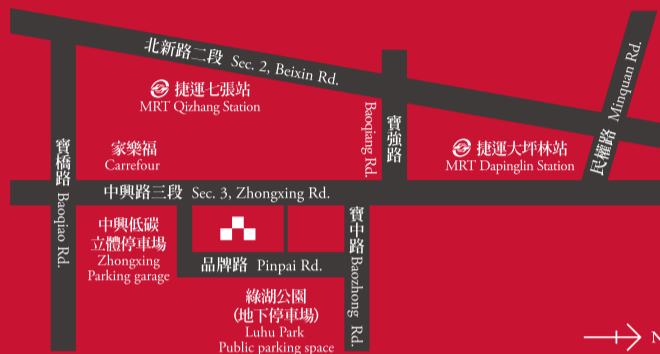 北新路二段 Sec. 2, Beixin Rd.
捷運七張站
MRT Qizhang Station
寶橋路 Baoqiao Rd.
家樂福
Carrefour
Baoqiang Rd.
寶強路
捷運大坪林站
MRT Dapinglin Station
民權路 Minquan Rd.
中興路三段 Sec. 3, Zhongxing Rd.
中興低碳
立體停車場
Zhongxing
Parking garage
品牌路 Pinpai Rd.
寶中路 Baozhong Rd.
綠湖公園
(地下停車場)
Luhu Park
Public parking space
N